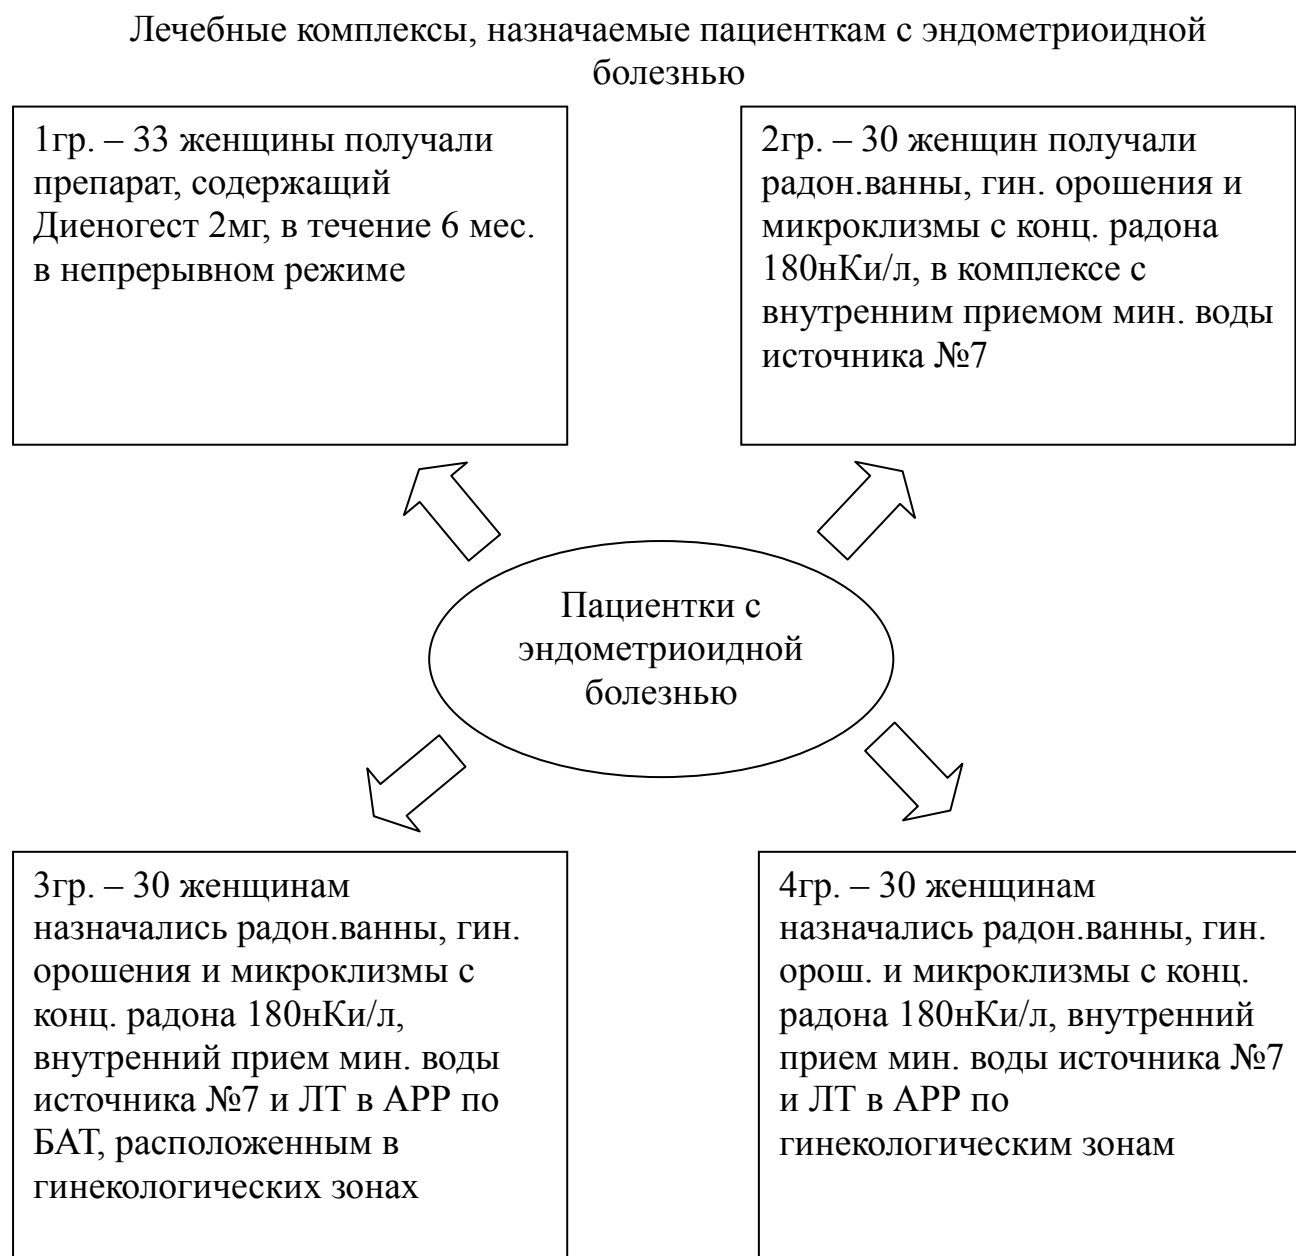 Лечебные комплексы, назначаемые пациенткам с эндометриоидной
болезнью
1гр. – 33 женщины получали
препарат, содержащий
Диеногест 2мг, в течение 6 мес.
в непрерывном режиме
2гр. – 30 женщин получали
радон.ванны, гин. орошения и
микроклизмы с конц. радона
180нКи/л, в комплексе с
внутренним приемом мин. воды
источника №7
Пациентки с
эндометриоидной
болезнью
3гр. – 30 женщинам
назначались радон.ванны, гин.
орошения и микроклизмы с
конц. радона 180нКи/л,
внутренний прием мин. воды
источника №7 и ЛТ в АРР по
БАТ, расположенным в
гинекологических зонах
4гр. – 30 женщинам
назначались радон.ванны, гин.
орош. и микроклизмы с конц.
радона 180нКи/л, внутренний
прием мин. воды источника №7
и ЛТ в АРР по
гинекологическим зонам